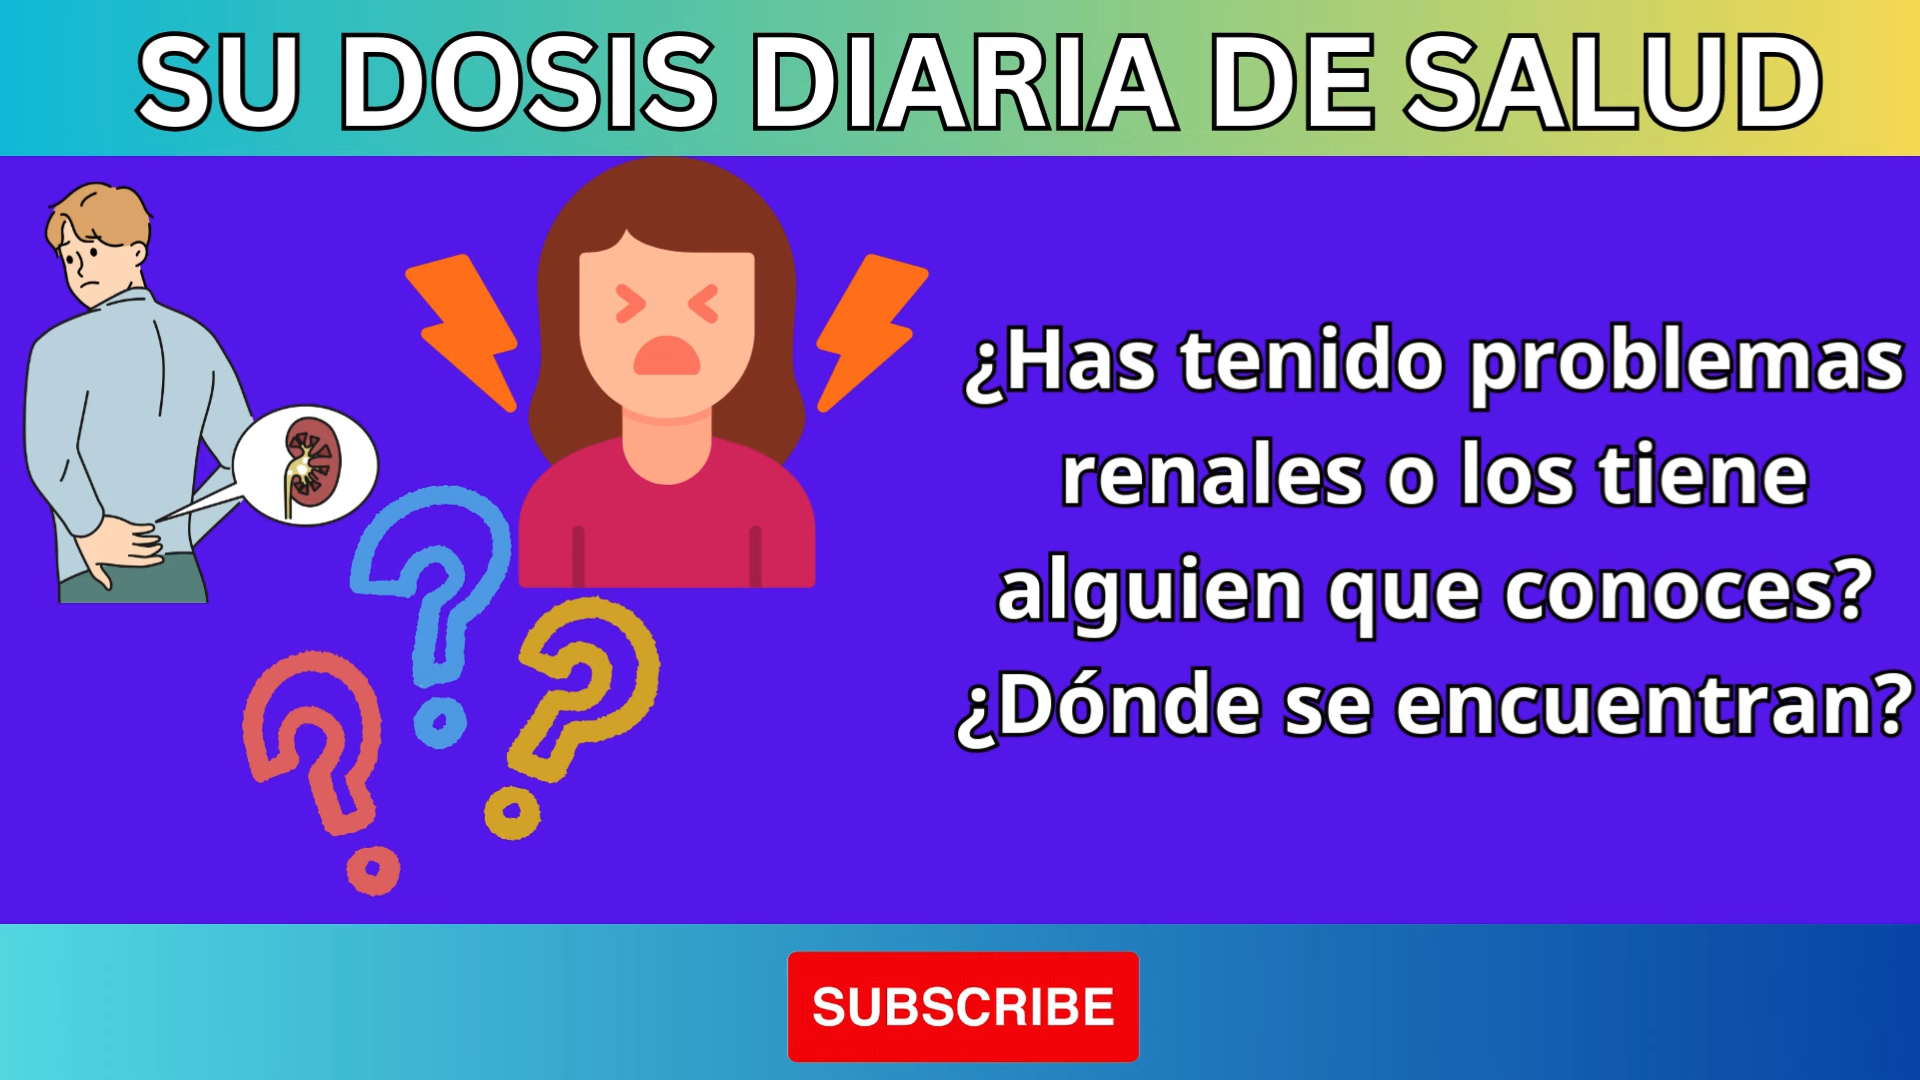 SU DOSIS DIARIA DE SALUD
¿Has tenido problemas
renales o los tiene
alguien que conoces?
¿Dónde se encuentran?
SUBSCRIBE